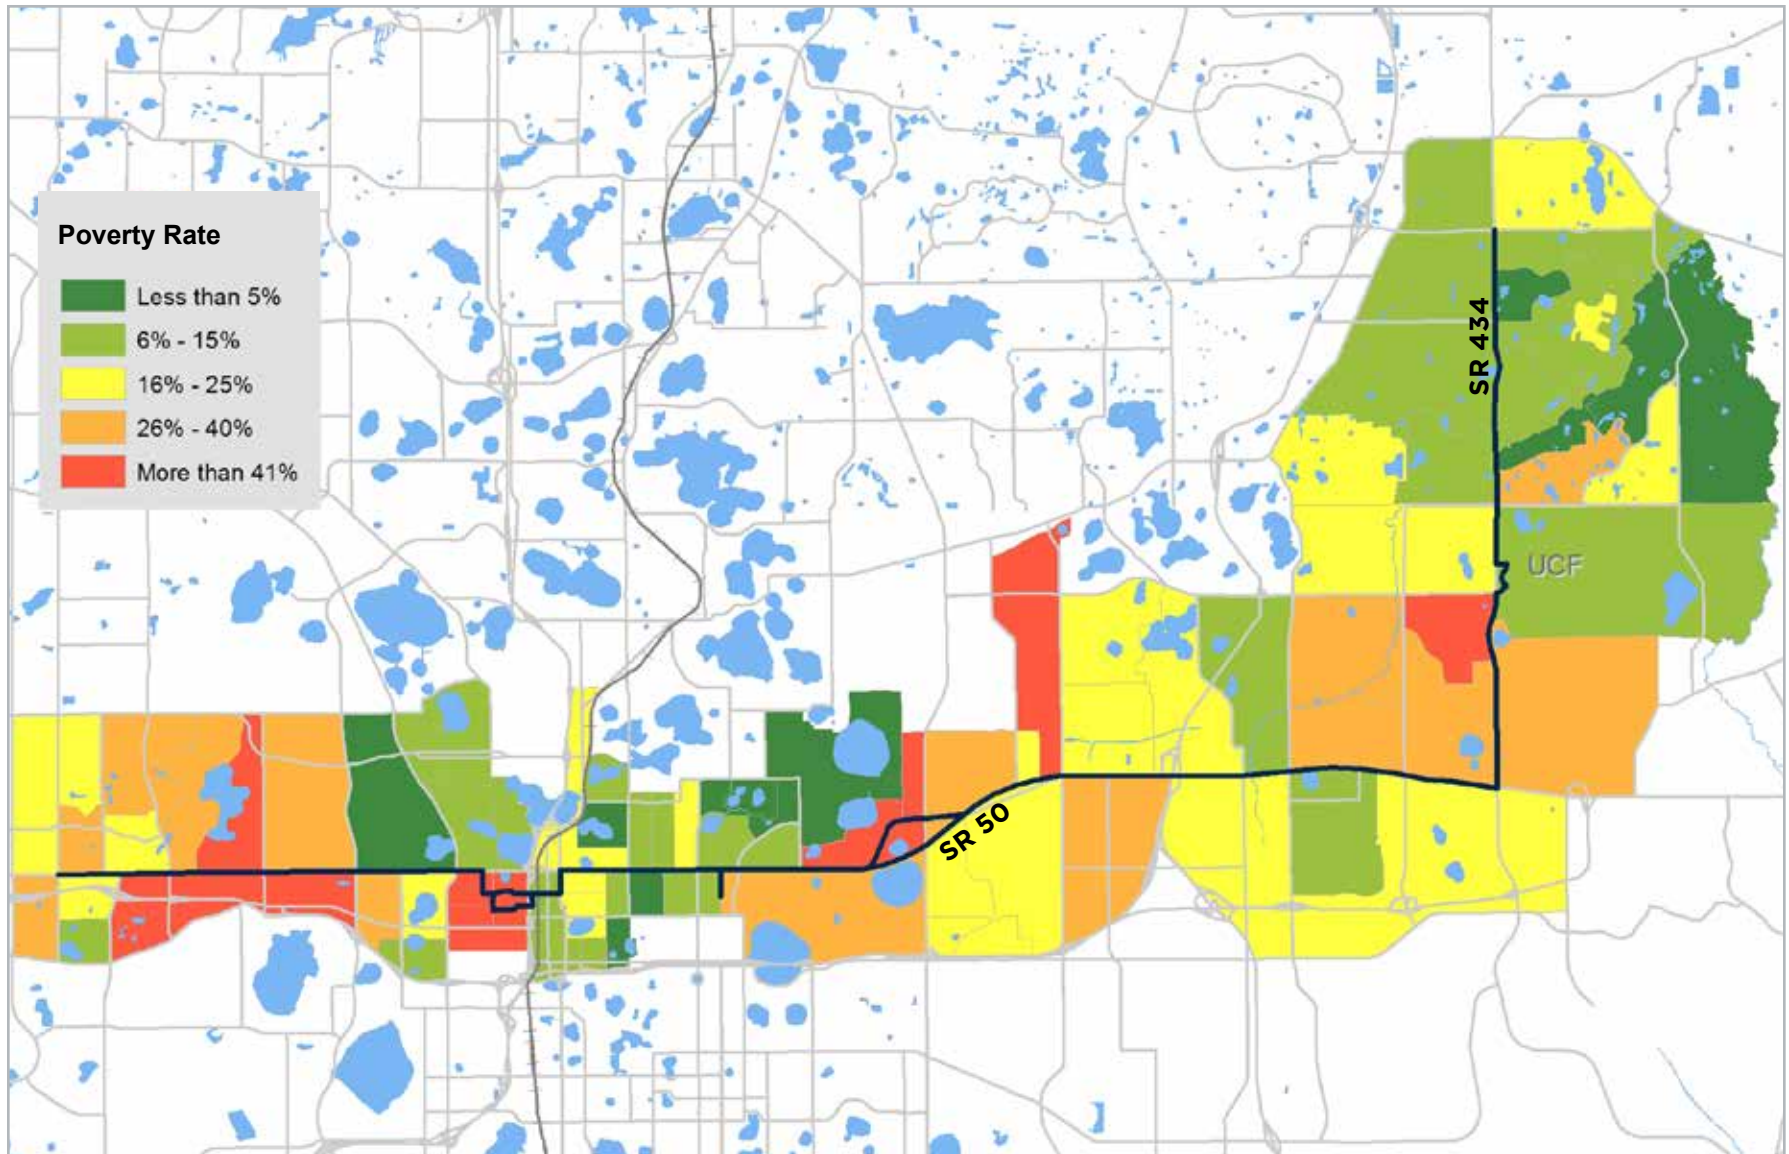 Poverty Rate
Less than 5%
6% - 15%
16% - 25%
26% - 40%
More than 41%
SR 434
UCF
SR 50